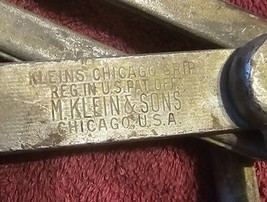 KLEINS CHICAGO GRIP
REG. IN U.S. PAT. OFF.
M. KLEIN & SONS
CHICAGO, U.S.A.